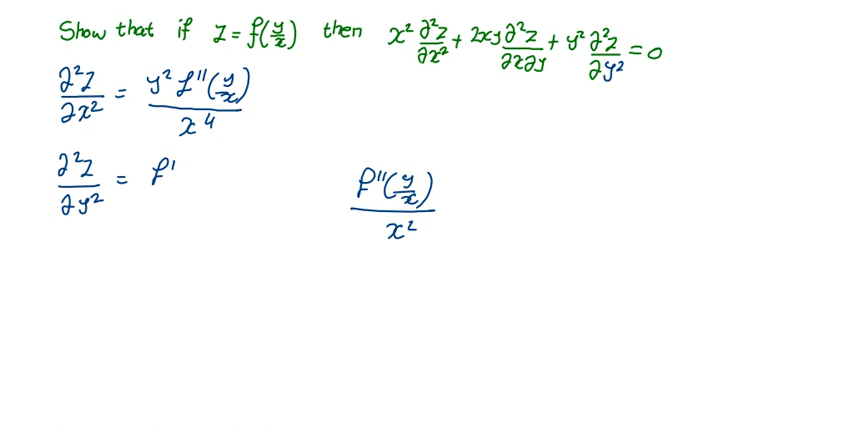 Show that if z = f(y/x) then x² ∂²z/∂x² + 2xy ∂²z/∂x∂y + y² ∂²z/∂y² = 0
∂²z/∂x² = y² f''(y/x) / x⁴
∂²z/∂y² = f'
f''(y/x) / x²